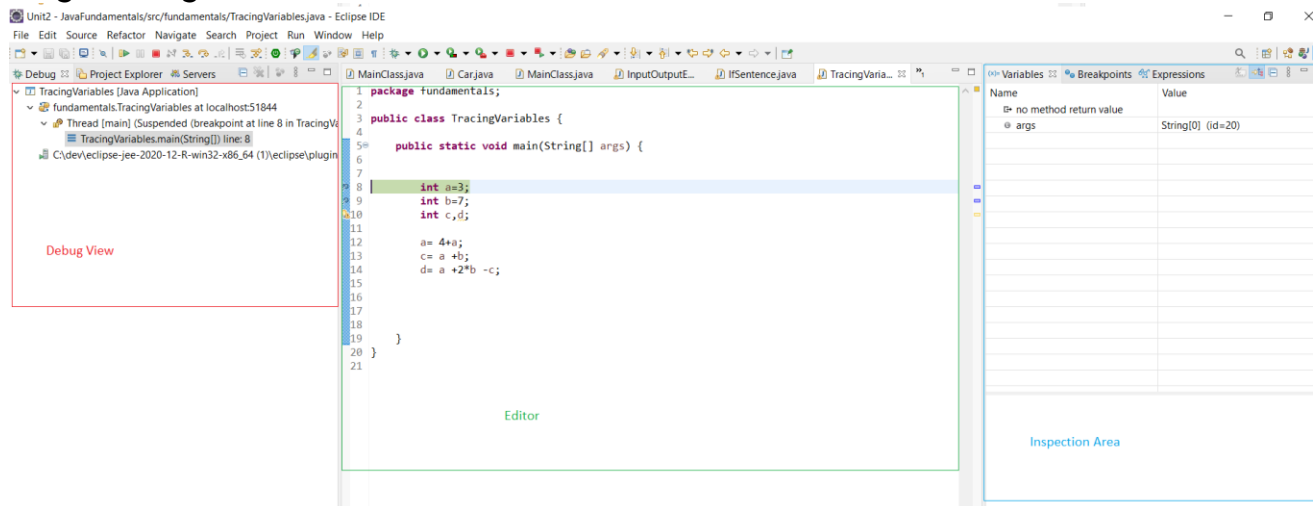 Unit2 - JavaFundamentals/src/fundamentals/TracingVariables.java - Eclipse IDE
File Edit Source Refactor Navigate Search Project Run Window Help
Debug Project Explorer Servers
TracingVariables [Java Application]
fundamentals.TracingVariables at localhost:51844
Thread [main] (Suspended (breakpoint at line 8 in TracingVa
TracingVariables.main(String[]) line: 8
C:\dev\eclipse-jee-2020-12-R-win32-x86_64 (1)\eclipse\plugin
Debug View
MainClass.java Car.java MainClass.java InputOutputE... IfSentence.java TracingVaria... »1
1 package fundamentals;
2
3 public class TracingVariables {
4
5 public static void main(String[] args) {
6
7
8 int a=3;
9 int b=7;
10 int c,d;
11
12 a= 4+a;
13 c= a +b;
14 d= a +2*b -c;
15
16
17
18
19 }
20 }
21
Editor
(x)= Variables Breakpoints Expressions
Name Value
no method return value
args String[0] (id=20)
Inspection Area